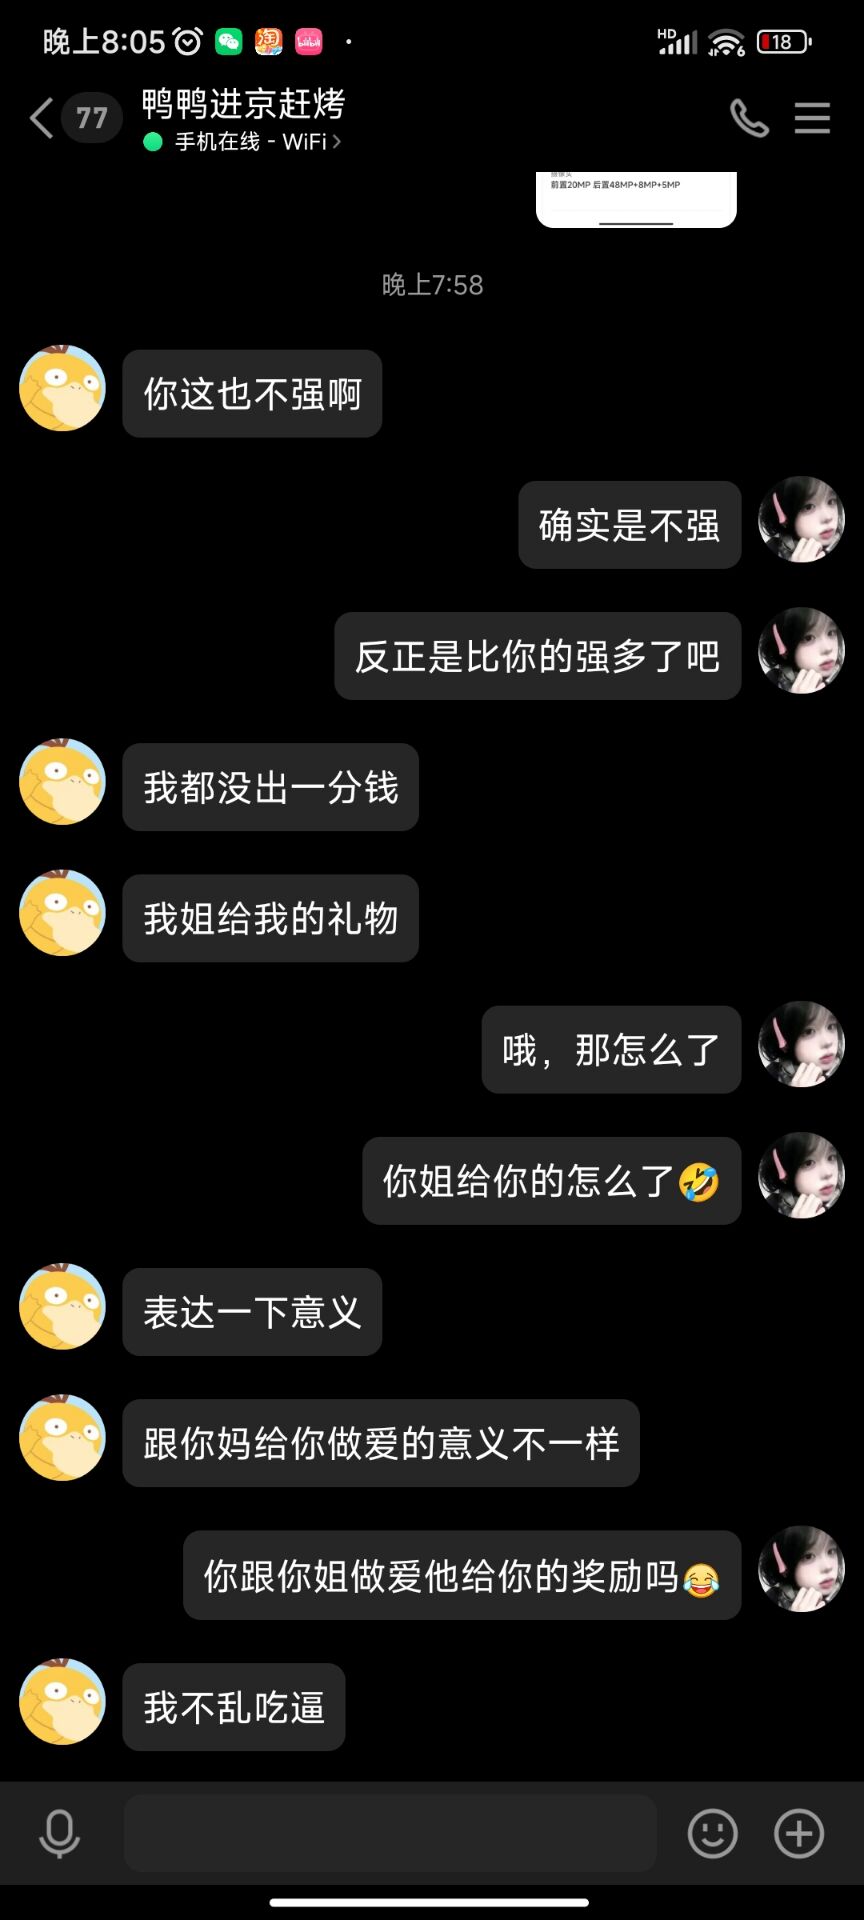 晚上8:05
HD
6
18
77
鸭鸭进京赶烤
手机在线 - WiFi
摄像头
前置20MP 后置48MP+8MP+5MP
晚上7:58
你这也不强啊
确实是不强
反正是比你的强多了吧
我都没出一分钱
我姐给我的礼物
哦，那怎么了
你姐给你的怎么了🤣
表达一下意义
跟你妈给你做爱的意义不一样
你跟你姐做爱他给你的奖励吗😂
我不乱吃逼